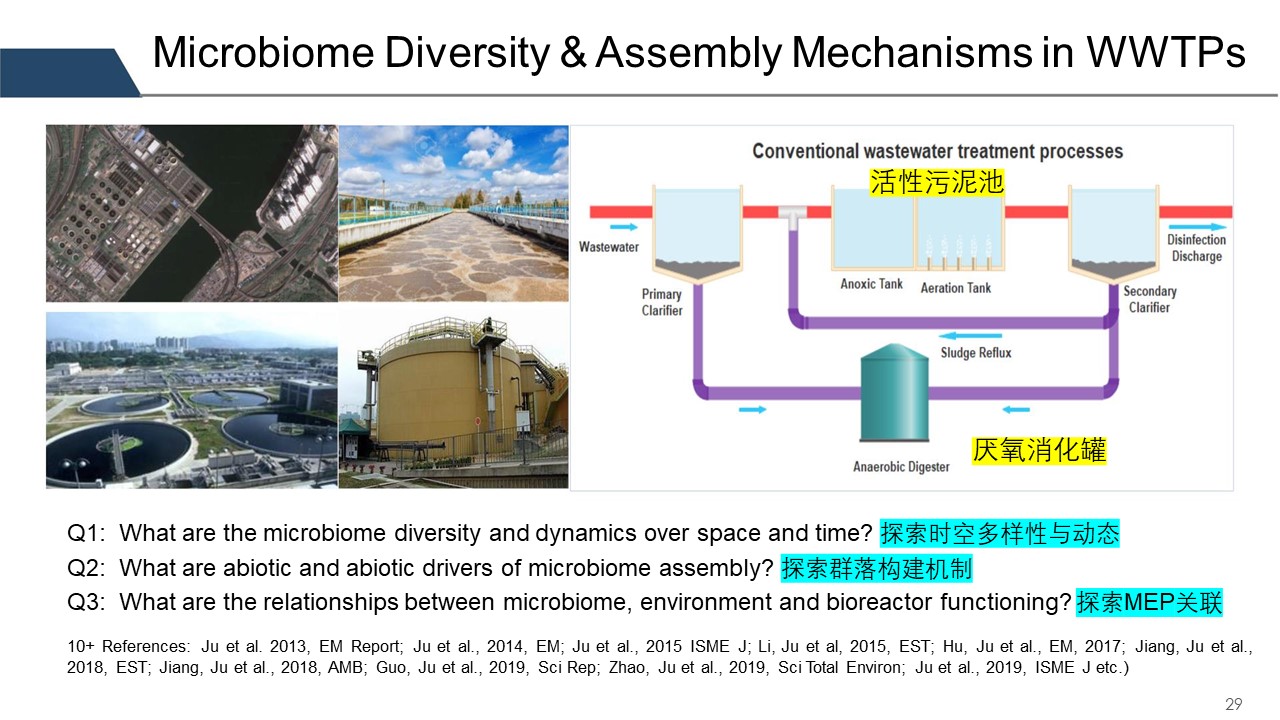 Microbiome Diversity & Assembly Mechanisms in WWTPs
Conventional wastewater treatment processes
活性污泥池
Wastewater
Disinfection
Discharge
Primary
Clarifier
Anoxic Tank
Aeration Tank
Secondary
Clarifier
Sludge Reflux
Anaerobic Digester
厌氧消化罐
Q1: What are the microbiome diversity and dynamics over space and time? 探索时空多样性与动态
Q2: What are abiotic and abiotic drivers of microbiome assembly? 探索群落构建机制
Q3: What are the relationships between microbiome, environment and bioreactor functioning? 探索MEP关联
10+ References: Ju et al. 2013, EM Report; Ju et al., 2014, EM; Ju et al., 2015 ISME J; Li, Ju et al, 2015, EST; Hu, Ju et al., EM, 2017; Jiang, Ju et al.,
2018, EST; Jiang, Ju et al., 2018, AMB; Guo, Ju et al., 2019, Sci Rep; Zhao, Ju et al., 2019, Sci Total Environ; Ju et al., 2019, ISME J etc.)
29